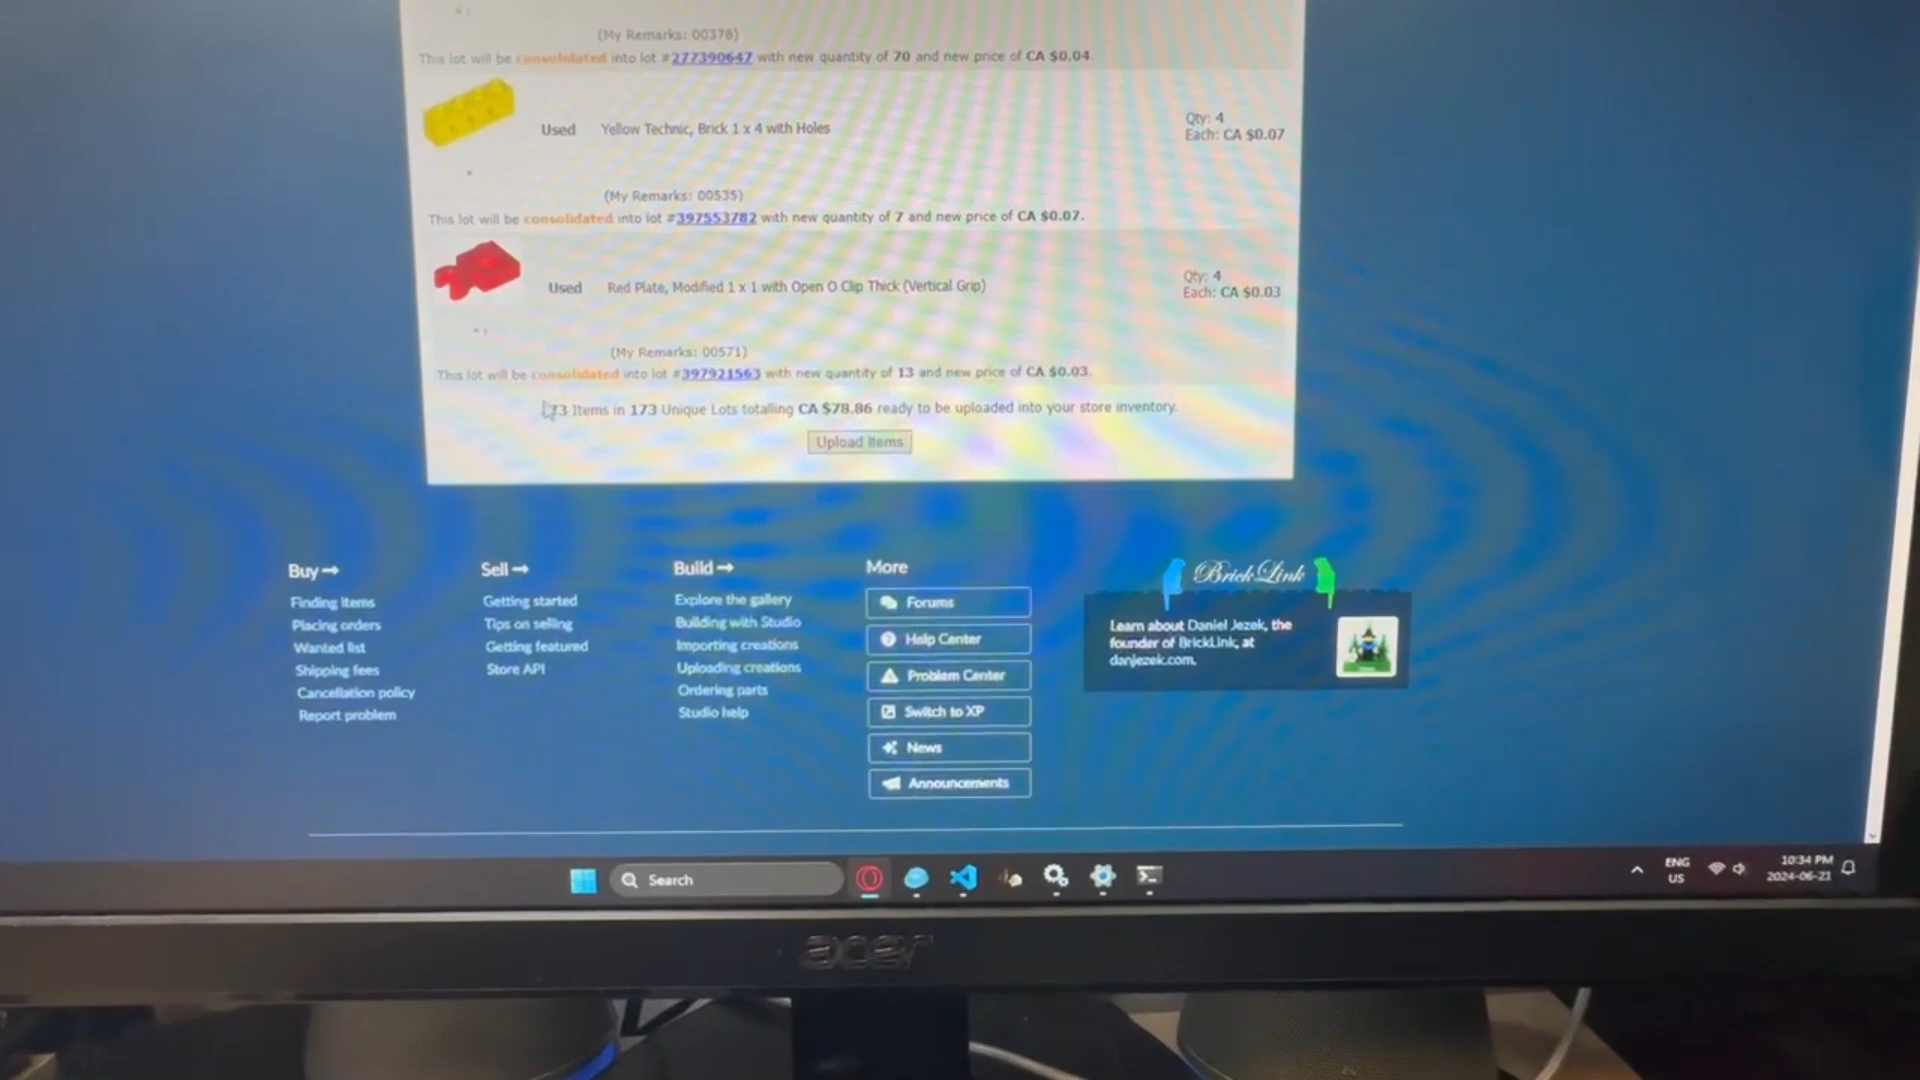 (My Remarks: 00378)
This lot will be consolidated into lot #277390647 with new quantity of 70 and new price of CA $0.04.
Used Yellow Technic, Brick 1 x 4 with Holes
Qty: 4
Each: CA $0.07
(My Remarks: 00535)
This lot will be consolidated into lot #397553782 with new quantity of 7 and new price of CA $0.07.
Used Red Plate, Modified 1 x 1 with Open O Clip Thick (Vertical Grip)
Qty: 4
Each: CA $0.03
(My Remarks: 00571)
This lot will be consolidated into lot #397921563 with new quantity of 13 and new price of CA $0.03.
Items in 173 Unique Lots totalling CA $78.86 ready to be uploaded into your store inventory.
Upload Items
Buy
Finding items
Placing orders
Wanted list
Shipping fees
Cancellation policy
Report problem
Sell
Getting started
Tips on selling
Getting featured
Store API
Build
Explore the gallery
Building with Studio
Importing creations
Uploading creations
Ordering parts
Studio help
More
Forums
Help Center
Problem Center
Switch to XP
News
Announcements
BrickLink
Learn about Daniel Jezek, the
founder of BrickLink, at
danjezek.com.
Search
ENG
US
10:34 PM
2024-06-21
acer